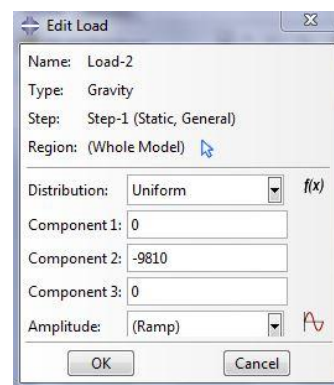 Edit Load
Name: Load-2
Type: Gravity
Step: Step-1 (Static, General)
Region: (Whole Model)
Distribution: Uniform f(x)
Component 1: 0
Component 2: -9810
Component 3: 0
Amplitude: (Ramp)
OK Cancel